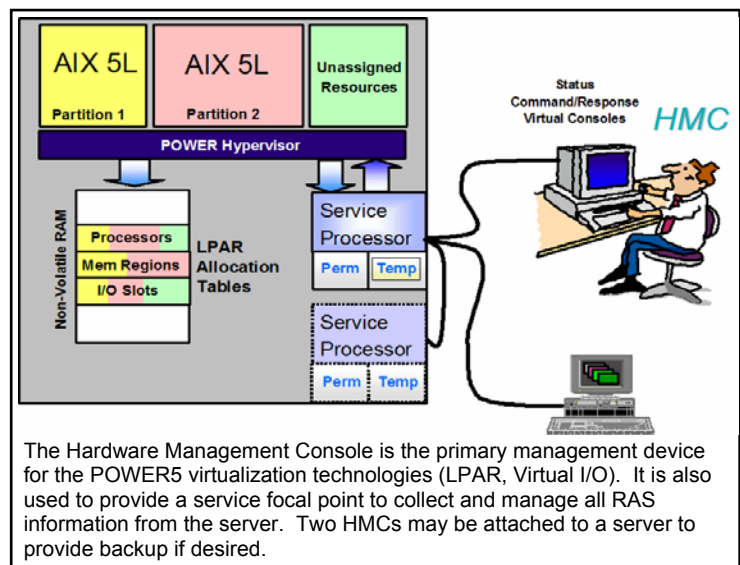 AIX 5L
Partition 1
AIX 5L
Partition 2
Unassigned
Resources
POWER Hypervisor
Non-Volatile RAM
Processors
Mem Regions
I/O Slots
LPAR
Allocation
Tables
Service
Processor
Perm
Temp
Service
Processor
Perm
Temp
Status
Command/Response
Virtual Consoles
HMC
The Hardware Management Console is the primary management device
for the POWER5 virtualization technologies (LPAR, Virtual I/O).  It is also
used to provide a service focal point to collect and manage all RAS
information from the server.  Two HMCs may be attached to a server to
provide backup if desired.